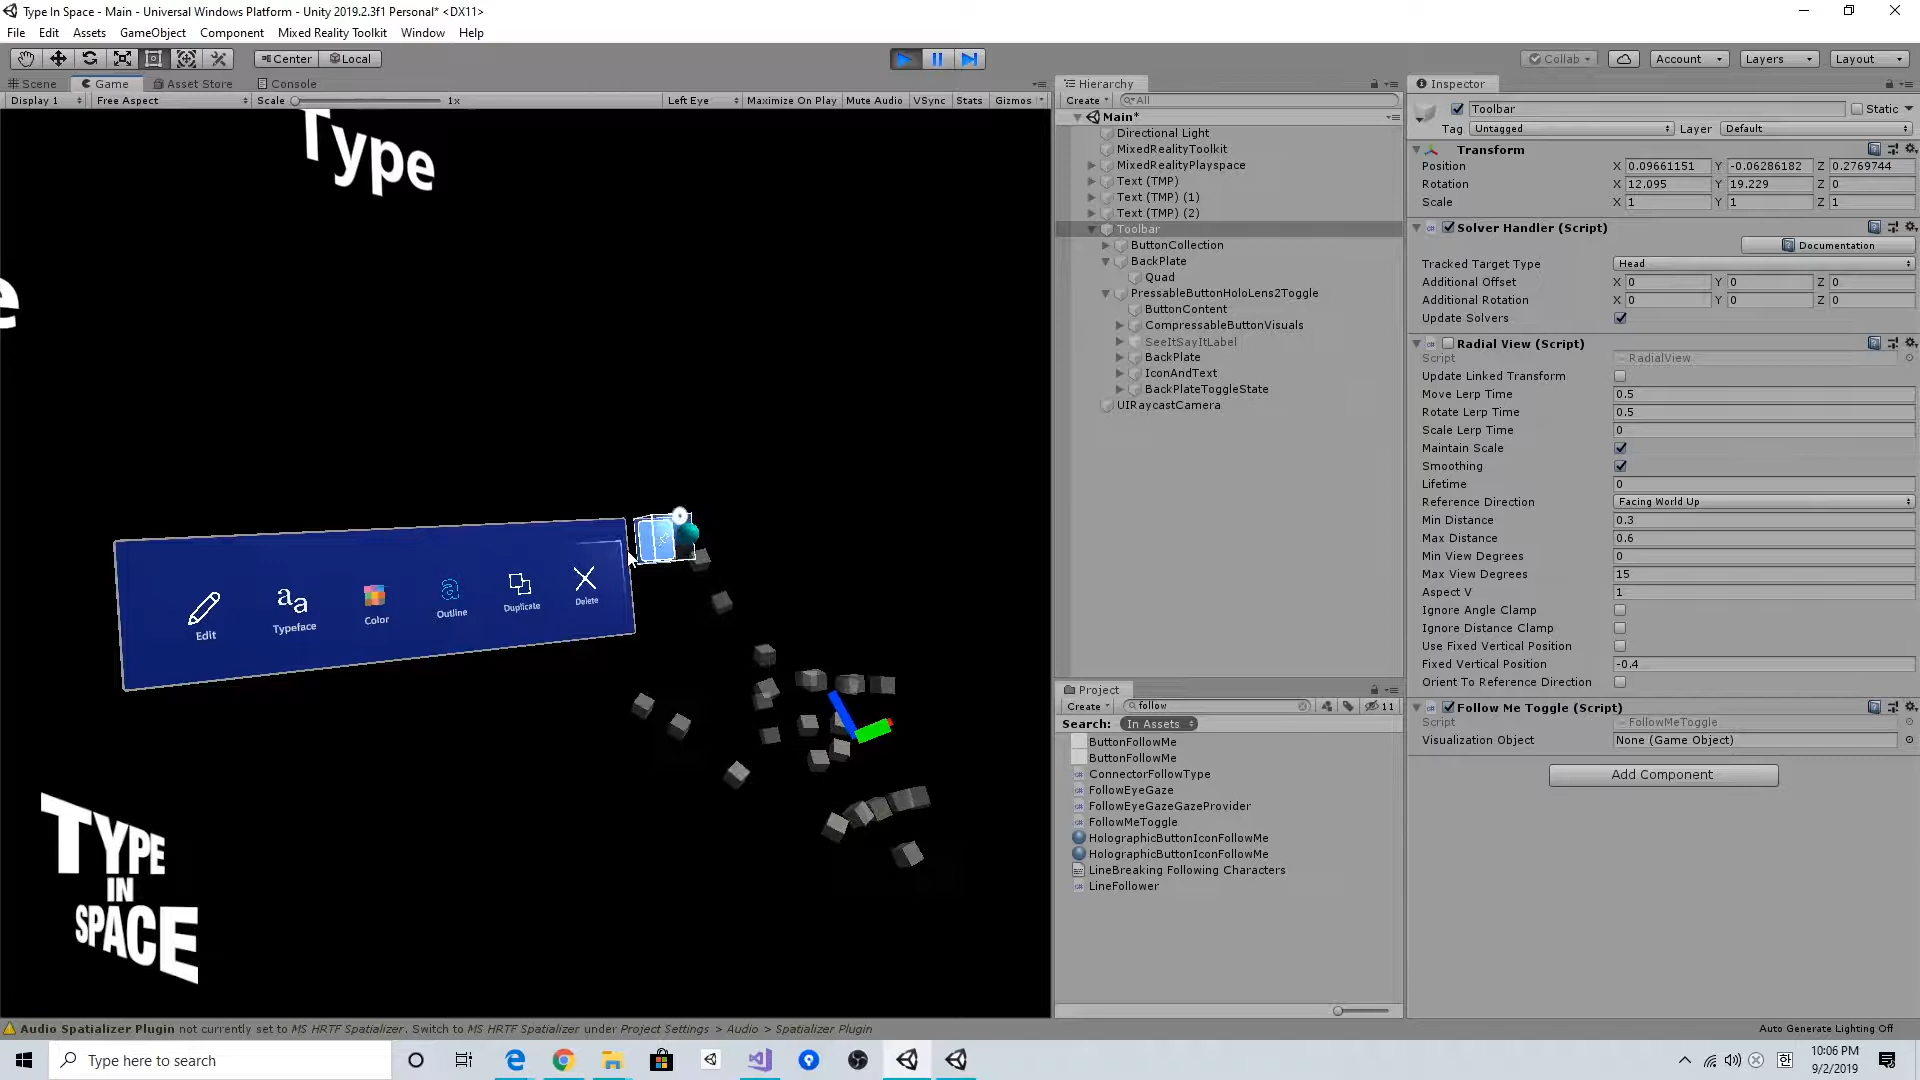 Type In Space - Main - Universal Windows Platform - Unity 2019.2.3f1 Personal* <DX11>
File Edit Assets GameObject Component Mixed Reality Toolkit Window Help
Center Local
Collab Account Layers Layout
Scene Game Asset Store Console
Display 1 Free Aspect Scale 1x Left Eye Maximize On Play Mute Audio VSync Stats Gizmos
Type
e
Edit Typeface Color Outline Duplicate Delete
TYPE
IN
SPACE
Hierarchy
Create All
Main*
Directional Light
MixedRealityToolkit
MixedRealityPlayspace
Text (TMP)
Text (TMP) (1)
Text (TMP) (2)
Toolbar
ButtonCollection
BackPlate
Quad
PressableButtonHoloLens2Toggle
ButtonContent
CompressableButtonVisuals
SeeItSayItLabel
BackPlate
IconAndText
BackPlateToggleState
UIRaycastCamera
Project
Create follow 11
Search: In Assets
ButtonFollowMe
ButtonFollowMe
ConnectorFollowType
FollowEyeGaze
FollowEyeGazeGazeProvider
FollowMeToggle
HolographicButtonIconFollowMe
HolographicButtonIconFollowMe
LineBreaking Following Characters
LineFollower
Inspector
Toolbar Static
Tag Untagged Layer Default
Transform
Position X 0.09661151 Y -0.06286182 Z 0.2769744
Rotation X 12.095 Y 19.229 Z 0
Scale X 1 Y 1 Z 1
Solver Handler (Script)
Documentation
Tracked Target Type Head
Additional Offset X 0 Y 0 Z 0
Additional Rotation X 0 Y 0 Z 0
Update Solvers
Radial View (Script)
Script RadialView
Update Linked Transform
Move Lerp Time 0.5
Rotate Lerp Time 0.5
Scale Lerp Time 0
Maintain Scale
Smoothing
Lifetime 0
Reference Direction Facing World Up
Min Distance 0.3
Max Distance 0.6
Min View Degrees 0
Max View Degrees 15
Aspect V 1
Ignore Angle Clamp
Ignore Distance Clamp
Use Fixed Vertical Position
Fixed Vertical Position -0.4
Orient To Reference Direction
Follow Me Toggle (Script)
Script FollowMeToggle
Visualization Object None (Game Object)
Add Component
Audio Spatializer Plugin not currently set to MS HRTF Spatializer. Switch to MS HRTF Spatializer under Project Settings > Audio > Spatializer Plugin
Auto Generate Lighting Off
Type here to search
한
10:06 PM
9/2/2019